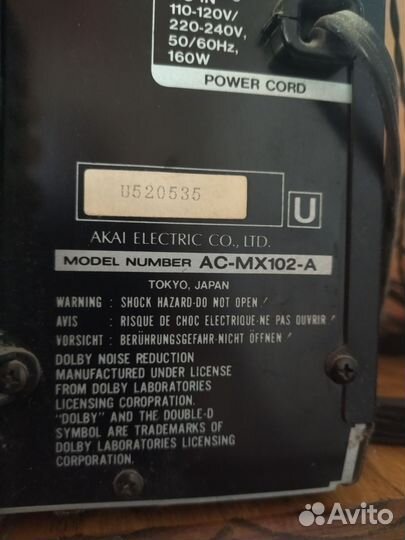 110-120V/
220-240V,
50/60Hz,
160W
POWER CORD
U520535
U
AKAI ELECTRIC CO., LTD.
MODEL NUMBER AC-MX102-A
TOKYO, JAPAN
WARNING : SHOCK HAZARD-DO NOT OPEN.
AVIS : RISQUE DE CHOC ELECTRIQUE-NE PAS OUVRIR.
VORSICHT : BERÜHRUNGSGEFAHR-NICHT ÖFFNEN
DOLBY NOISE REDUCTION
MANUFACTURED UNDER LICENSE
FROM DOLBY LABORATORIES
LICENSING COROPRATION.
"DOLBY" AND THE DOUBLE-D
SYMBOL ARE TRADEMARKS OF
DOLBY LABORATORIES LICENSING
CORPORATION.
Avito